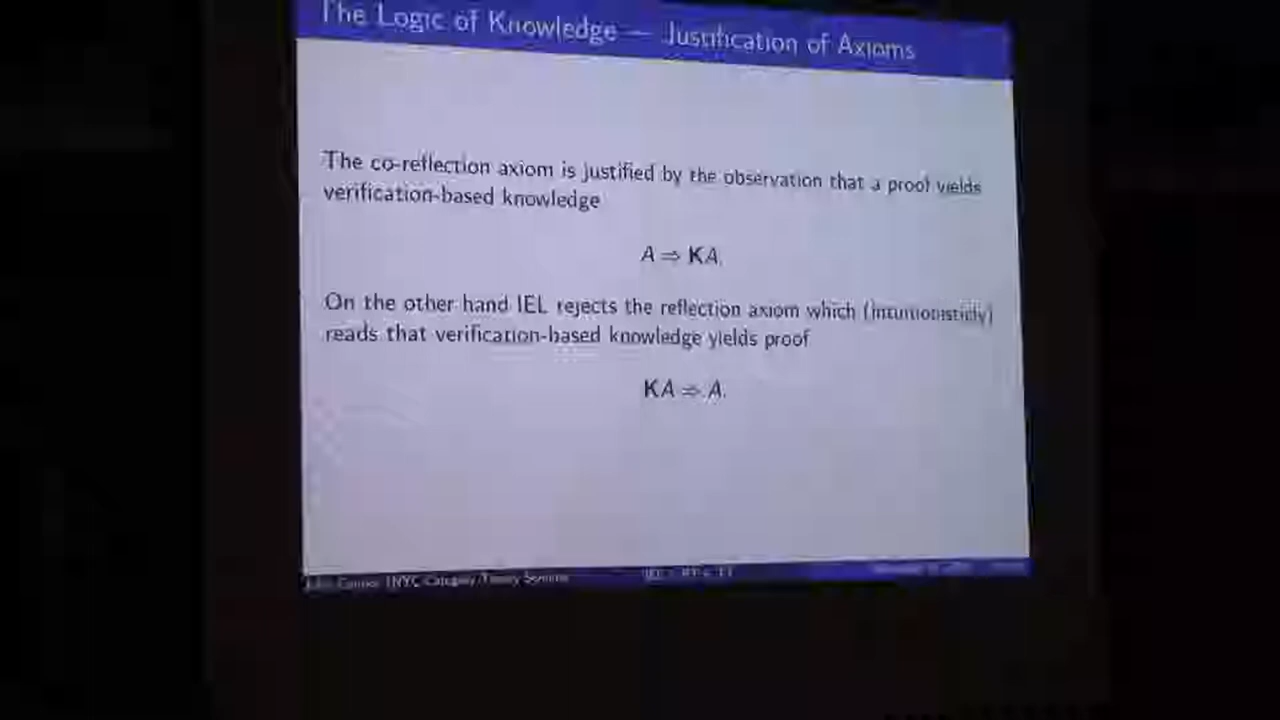 The Logic of Knowledge — Justification of Axioms
The co-reflection axiom is justified by the observation that a proof yields
verification-based knowledge
A ⇒ KA.
On the other hand IEL rejects the reflection axiom which (intuitionisticly)
reads that verification-based knowledge yields proof
KA ⇒ A.
(NYC Category Theory Seminar